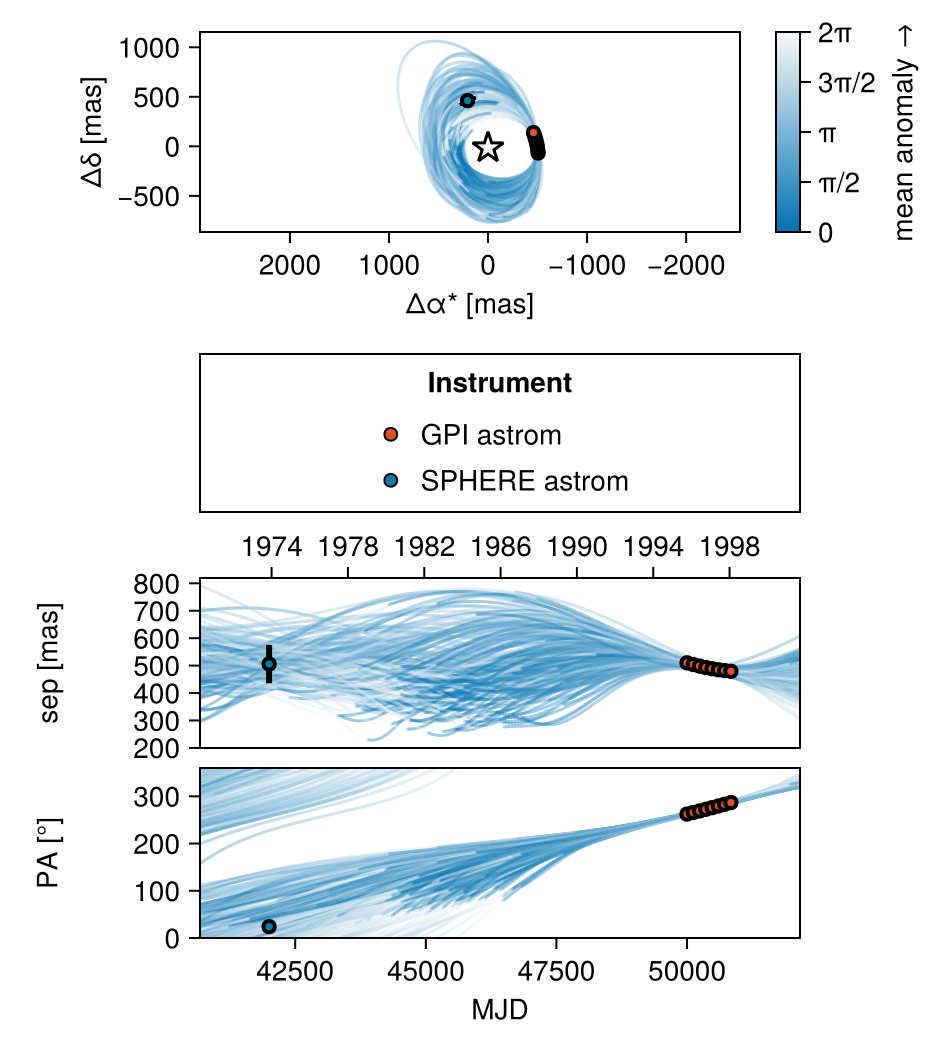 1000
500
0
−500
Δδ [mas]
2000 1000 0 −1000 −2000
Δα* [mas]
2π
3π/2
π
π/2
0
mean anomaly →
Instrument
GPI astrom
SPHERE astrom
1974 1978 1982 1986 1990 1994 1998
800
700
600
500
400
300
200
sep [mas]
300
200
100
0
PA [°]
42500 45000 47500 50000
MJD